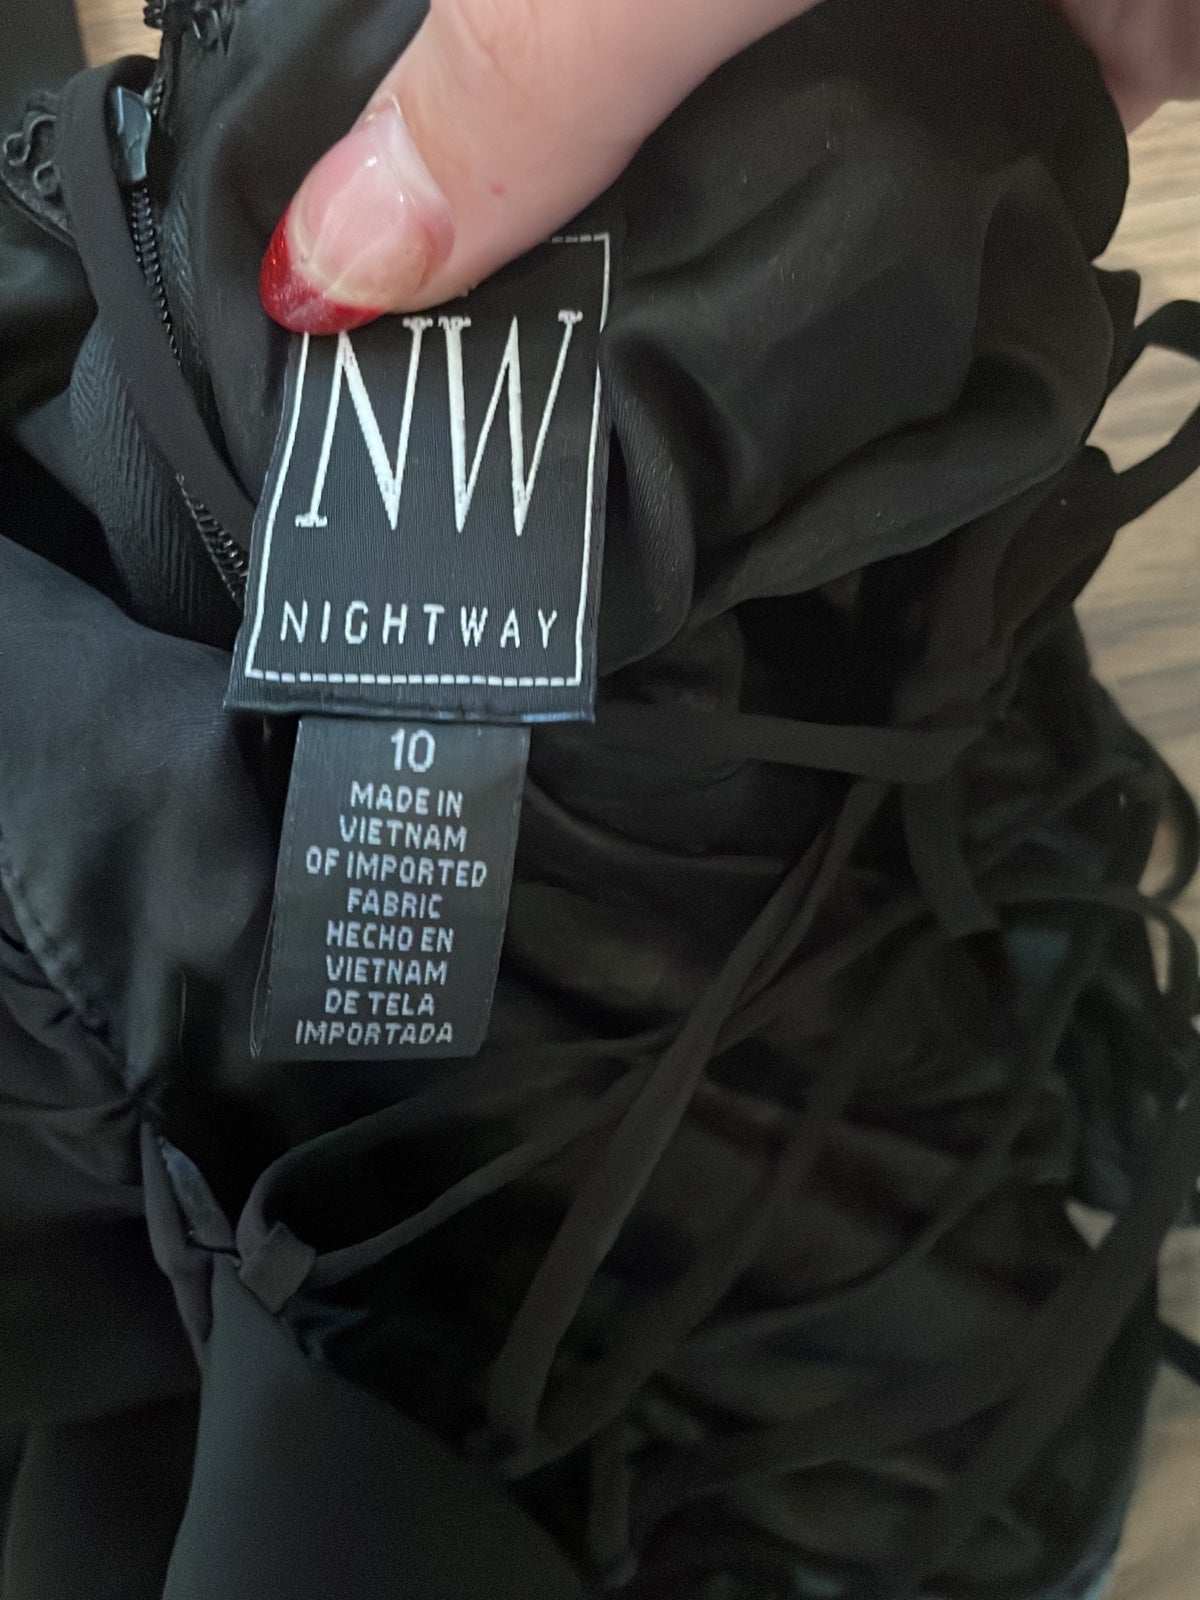 NW
NIGHTWAY
10
MADE IN
VIETNAM
OF IMPORTED
FABRIC
HECHO EN
VIETNAM
DE TELA
IMPORTADA